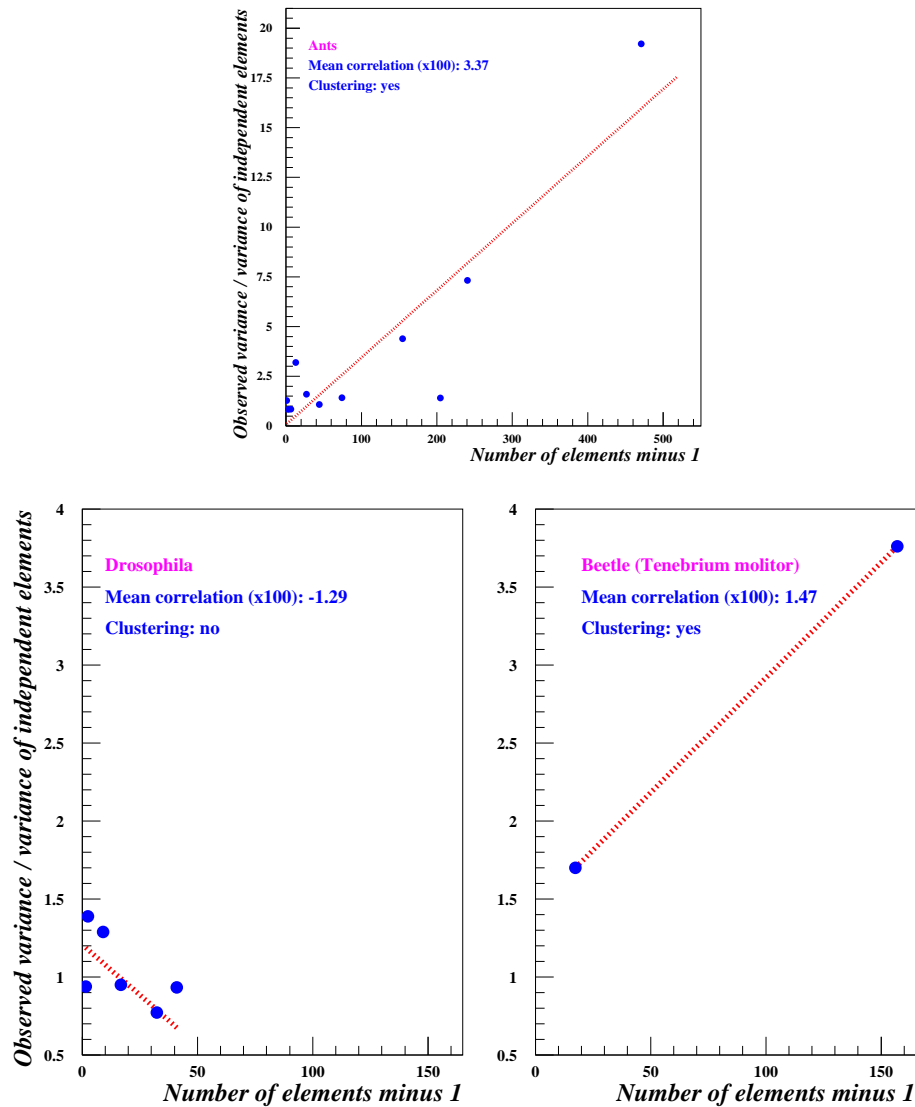 Observed variance / variance of independent elements
20
17.5
15
12.5
10
7.5
5
2.5
0
Ants
Mean correlation (x100): 3.37
Clustering: yes
0 100 200 300 400 500
Number of elements minus 1
Observed variance / variance of independent elements
4
3.5
3
2.5
2
1.5
1
0.5
Drosophila
Mean correlation (x100): -1.29
Clustering: no
0 50 100 150
Number of elements minus 1
4
3.5
3
2.5
2
1.5
1
0.5
Beetle (Tenebrium molitor)
Mean correlation (x100): 1.47
Clustering: yes
0 50 100 150
Number of elements minus 1